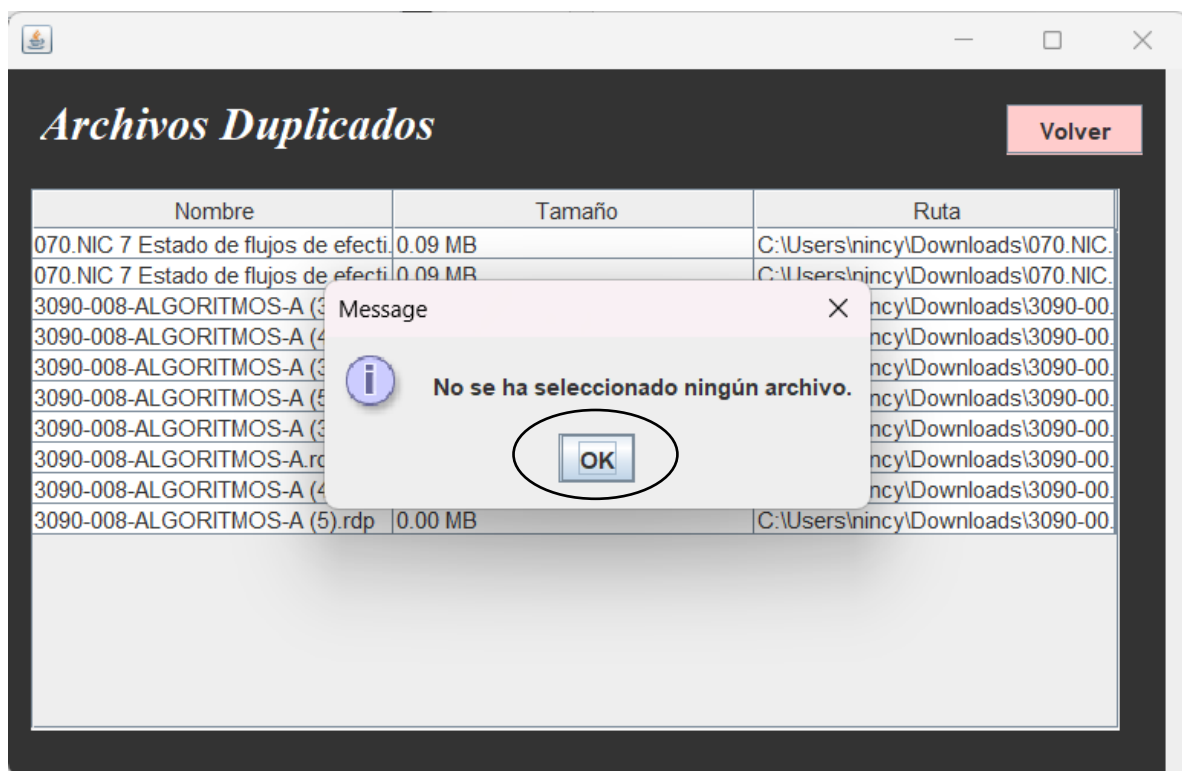 Archivos Duplicados
Volver
Nombre Tamaño Ruta
070.NIC 7 Estado de flujos de efecti. 0.09 MB C:\Users\nincy\Downloads\070.NIC.
070.NIC 7 Estado de flujos de efecti 0.09 MB C:\Users\nincy\Downloads\070.NIC.
3090-008-ALGORITMOS-A (3 ncy\Downloads\3090-00.
3090-008-ALGORITMOS-A (4 ncy\Downloads\3090-00.
3090-008-ALGORITMOS-A (3 ncy\Downloads\3090-00.
3090-008-ALGORITMOS-A (5 ncy\Downloads\3090-00.
3090-008-ALGORITMOS-A (3 ncy\Downloads\3090-00.
3090-008-ALGORITMOS-A.rd ncy\Downloads\3090-00.
3090-008-ALGORITMOS-A (4 ncy\Downloads\3090-00.
3090-008-ALGORITMOS-A (5).rdp 0.00 MB C:\Users\nincy\Downloads\3090-00.
Message
No se ha seleccionado ningún archivo.
OK